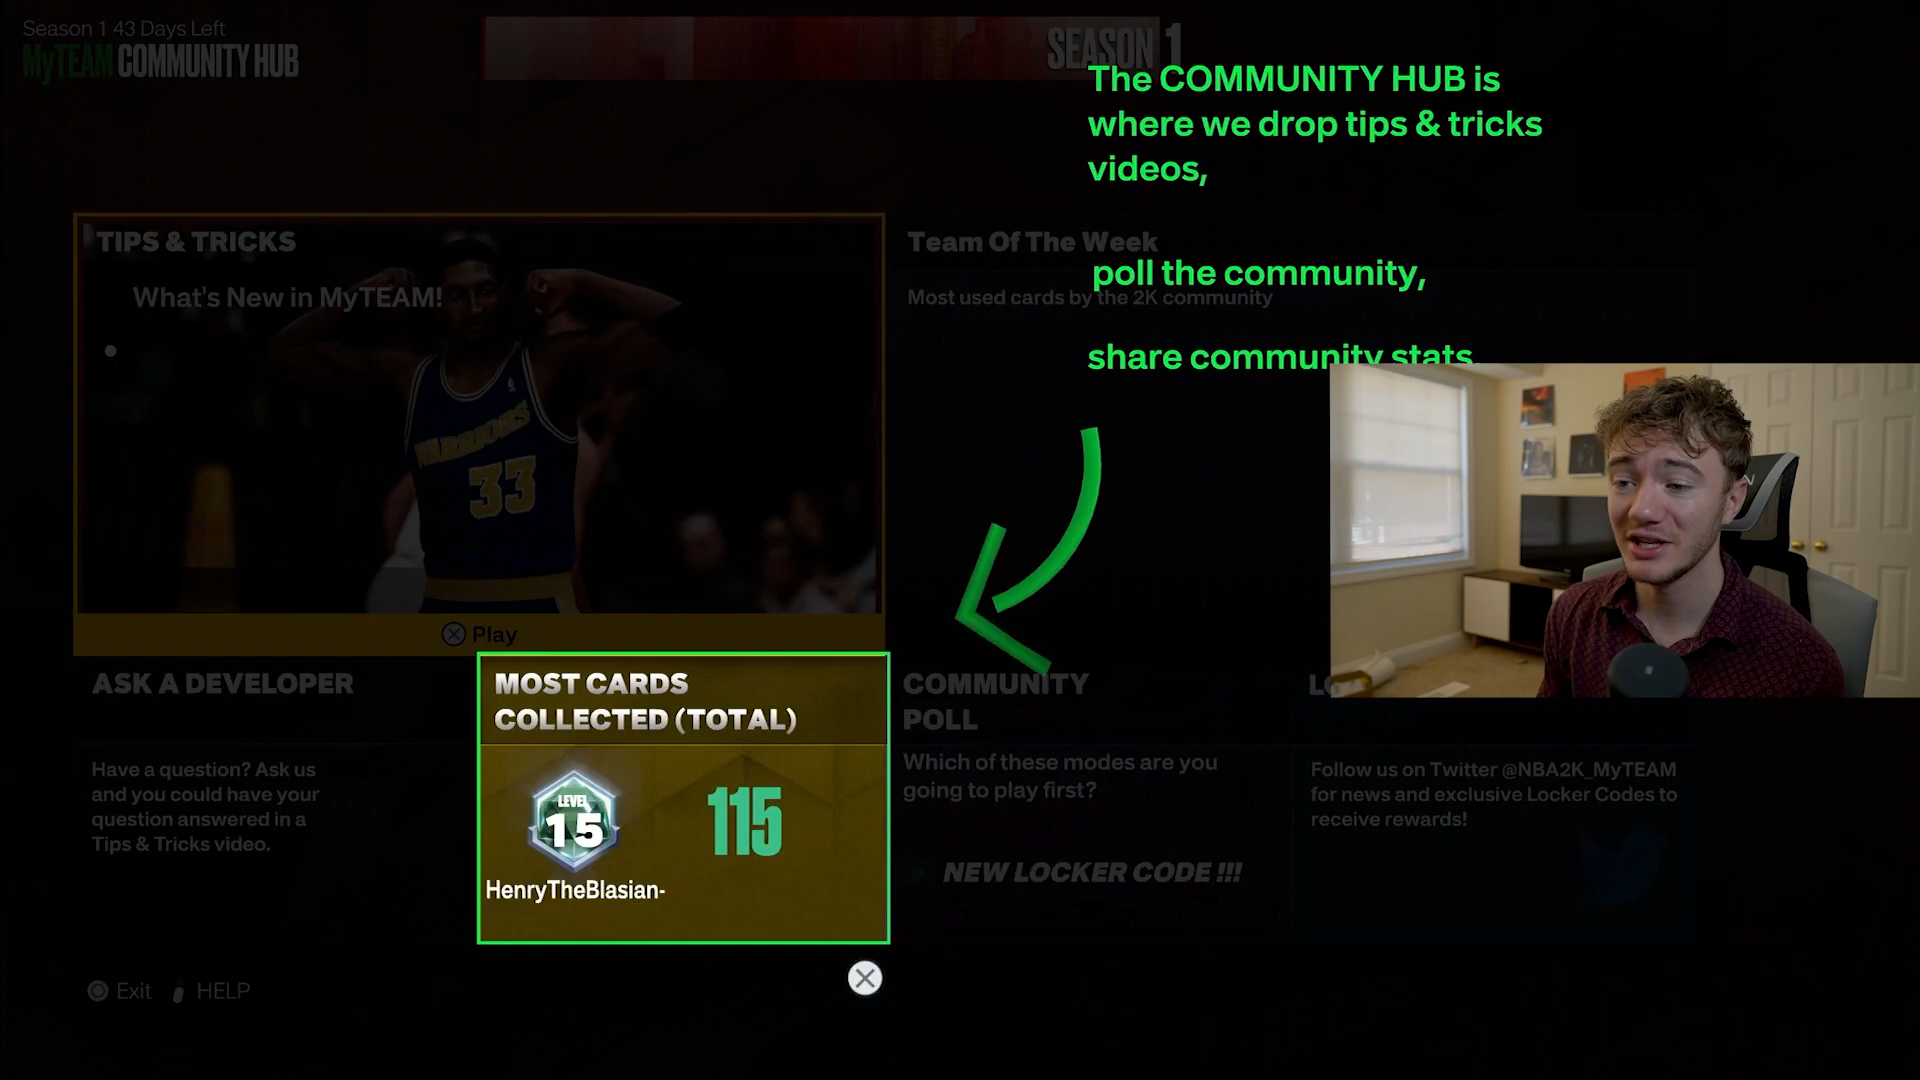 Season 1 43 Days Left
MyTEAM COMMUNITY HUB
SEASON 1
The COMMUNITY HUB is
where we drop tips & tricks
videos,
poll the community,
share community stats,
TIPS & TRICKS
What's New in MyTEAM!
WARRIORS
33
Play
Team Of The Week
Most used cards by the 2K community
ASK A DEVELOPER
Have a question? Ask us
and you could have your
question answered in a
Tips & Tricks video.
MOST CARDS
COLLECTED (TOTAL)
LEVEL
15
115
HenryTheBlasian-
COMMUNITY
POLL
Which of these modes are you
going to play first?
NEW LOCKER CODE !!!
Follow us on Twitter @NBA2K_MyTEAM
for news and exclusive Locker Codes to
receive rewards!
Exit
HELP